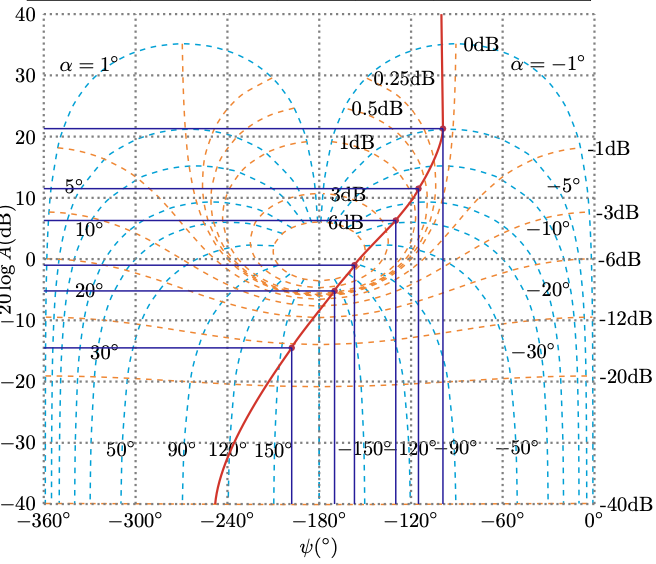 40
0dB
α = 1°
α = −1°
30
0.25dB
0.5dB
20
1dB
-1dB
5°
−5°
3dB
10
-3dB
6dB
10°
−10°
0
-6dB
−20 log A(dB)
20°
−20°
−10
-12dB
30°
−30°
−20
-20dB
−30
50°
90°
120°
150°
−150°
−120°
−90°
−50°
−40
-40dB
−360
−300
−240
−180
−120
−60
0°
ψ(°)